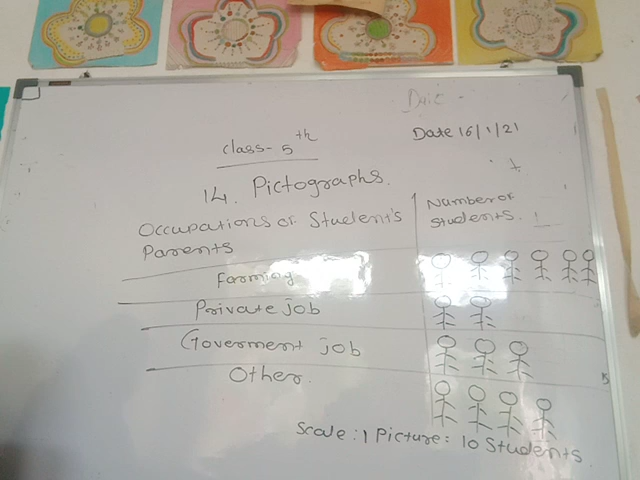 Date -
Date 16/1/21
Class - 5th
14. Pictographs.
Occupations of Student's Parents
Number of Students.
Farming
Private job
Goverment job
Other.
Scale : 1 Picture = 10 Students